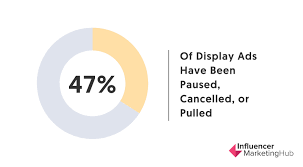 47%
Of Display Ads
Have Been
Paused,
Cancelled, or
Pulled
Influencer
MarketingHub